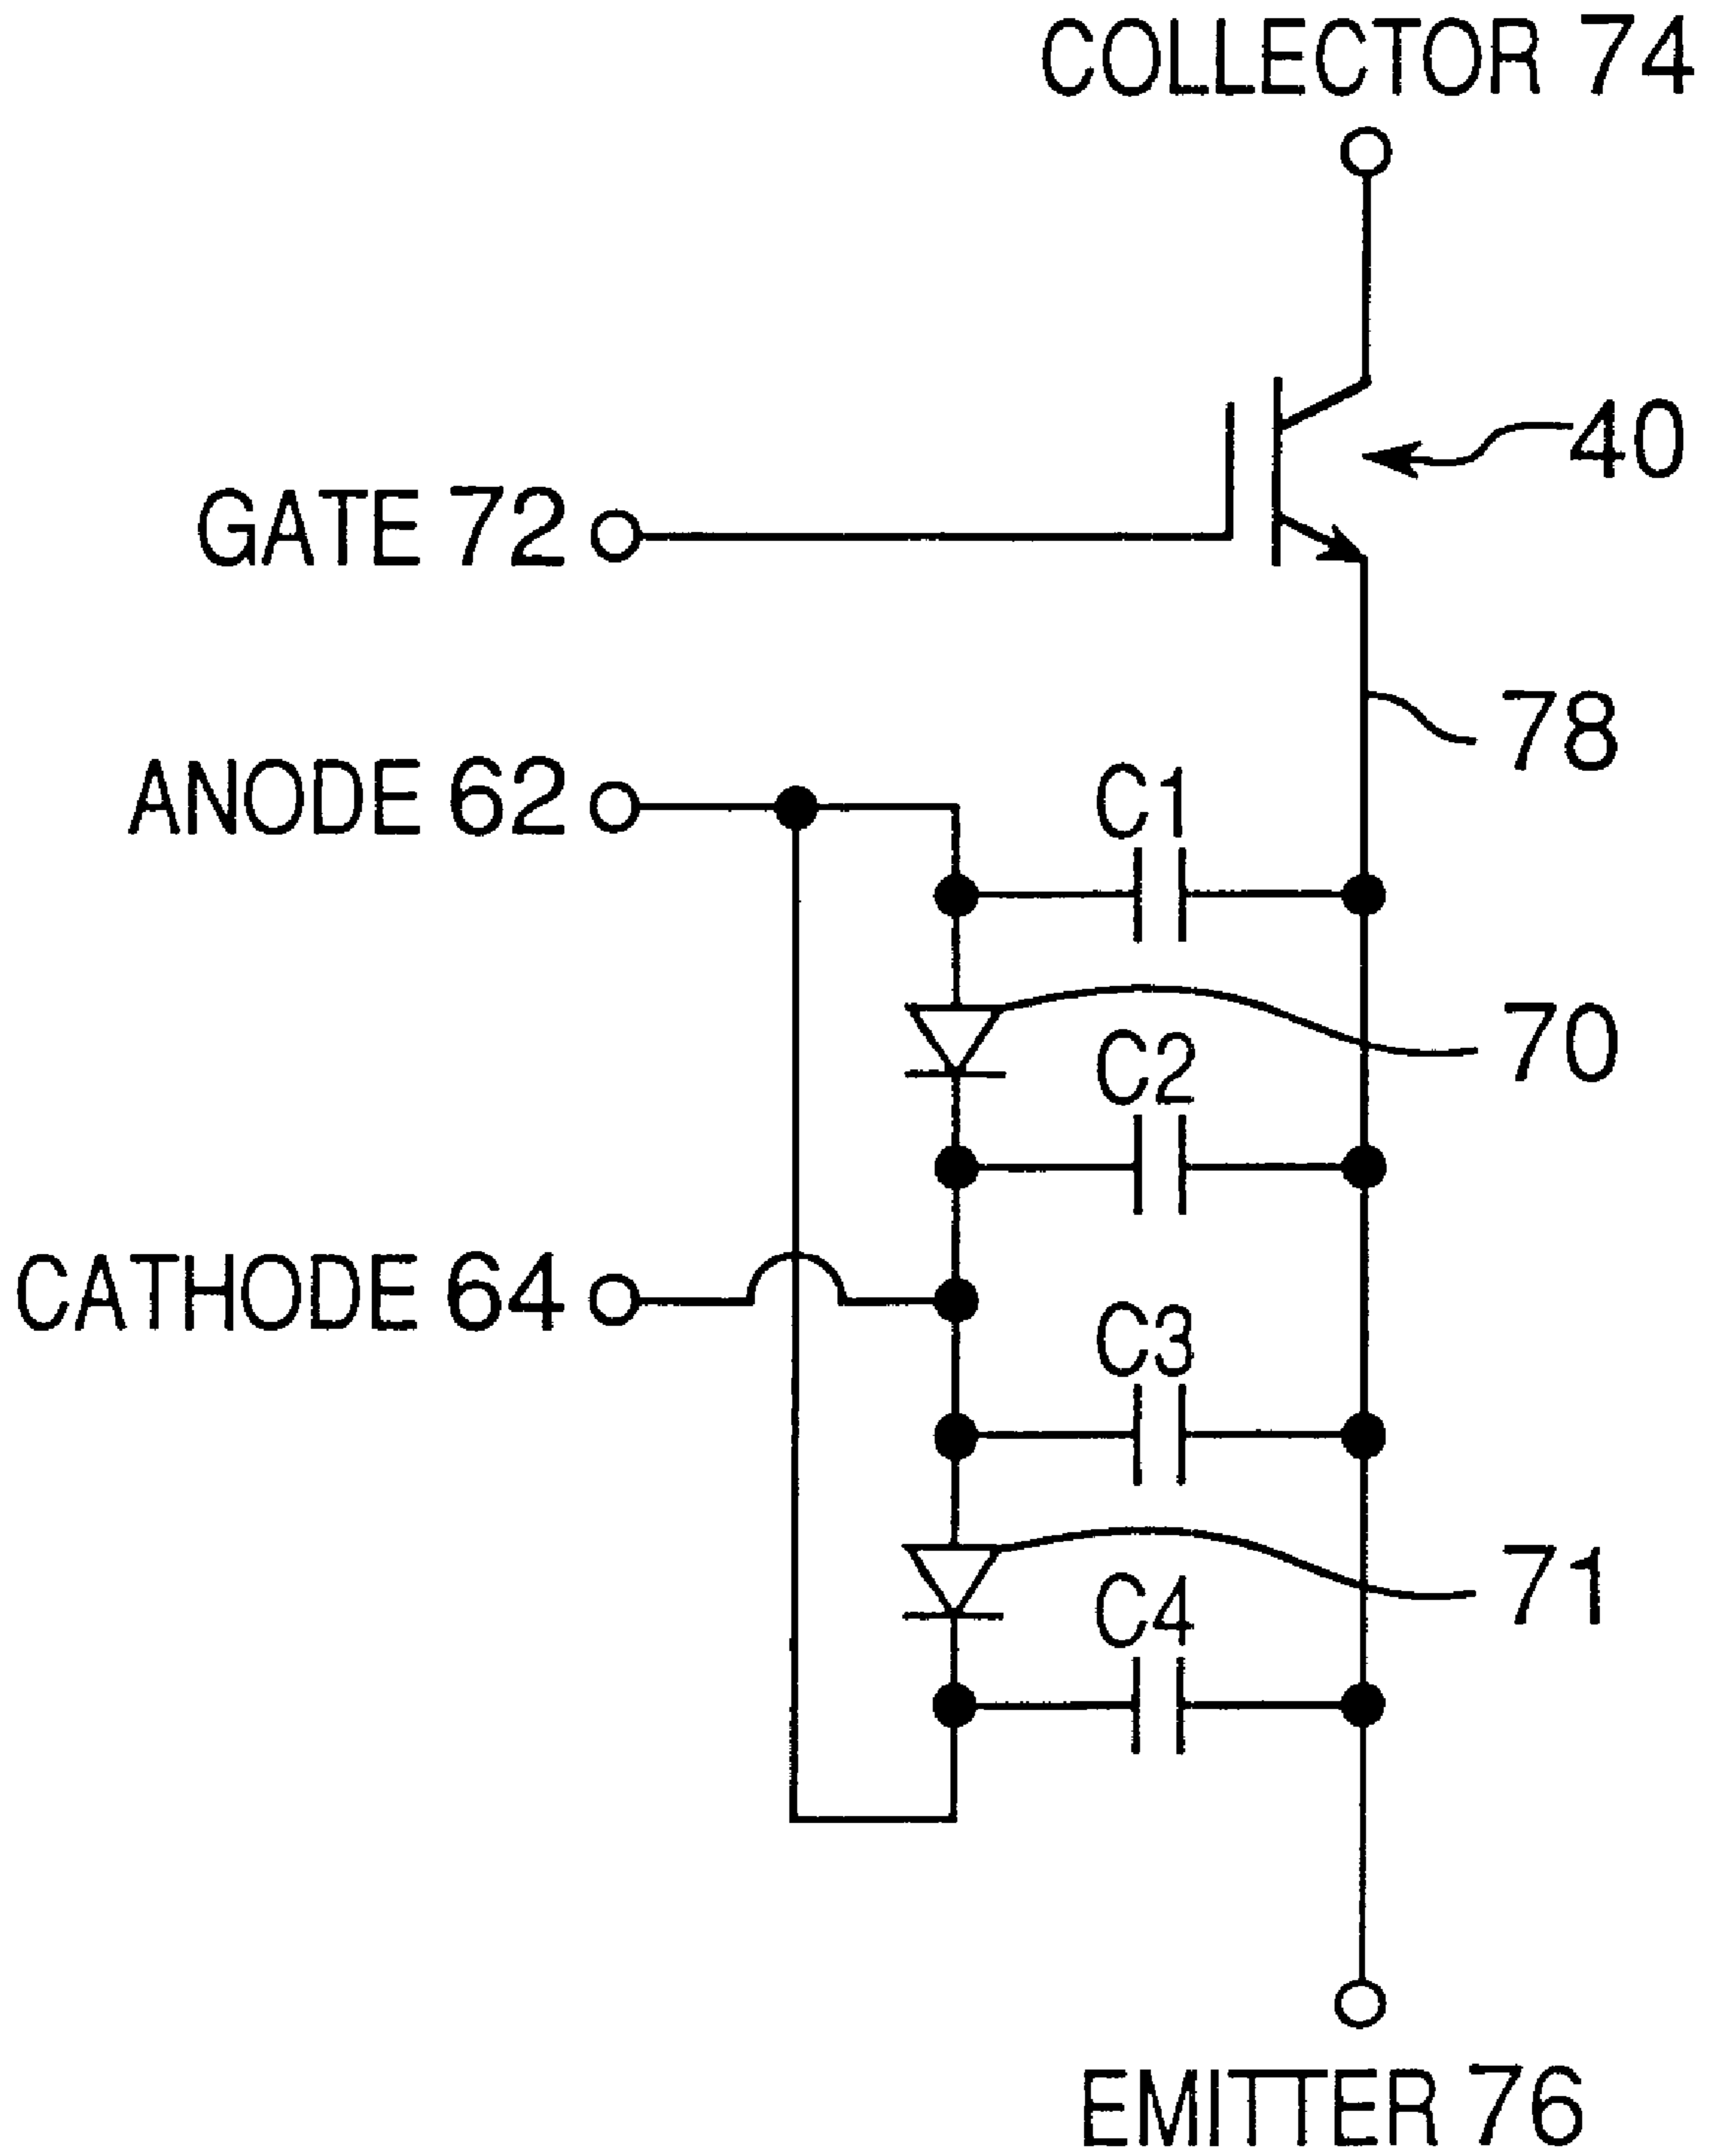 COLLECTOR 74
40
GATE 72
78
ANODE 62
C1
70
C2
CATHODE 64
C3
71
C4
EMITTER 76